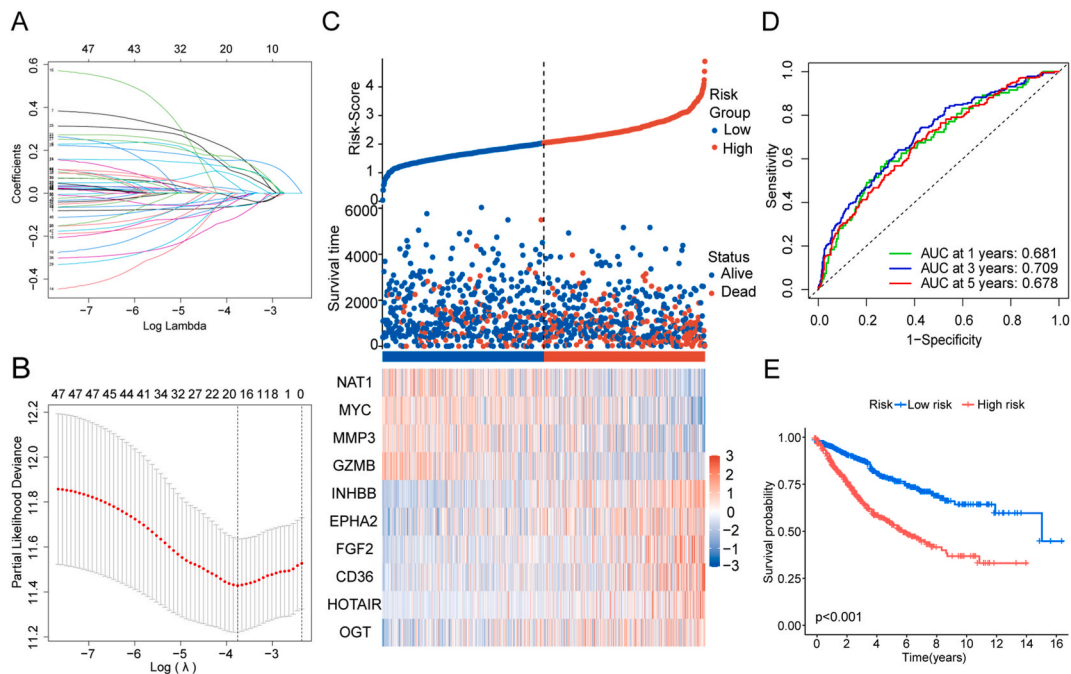 A
47 43 32 20 10
0.6
0.4
0.2
0.0
−0.2
−0.4
Coefficients
−7 −6 −5 −4 −3
Log Lambda
B
47 47 47 45 44 41 34 32 27 22 20 16 11 8 1 0
12.2
12.0
11.8
11.6
11.4
11.2
Partial Likelihood Deviance
−7 −6 −5 −4 −3
Log ( λ )
C
4
3
2
1
0
Risk-Score
Risk
Group
Low
High
6000
4000
2000
0
Survival time
Status
Alive
Dead
NAT1
MYC
MMP3
GZMB
INHBB
EPHA2
FGF2
CD36
HOTAIR
OGT
3
2
1
0
−1
−2
−3
D
1.0
0.8
0.6
0.4
0.2
0.0
Sensitivity
AUC at 1 years: 0.681
AUC at 3 years: 0.709
AUC at 5 years: 0.678
0.0 0.2 0.4 0.6 0.8 1.0
1−Specificity
E
Risk Low risk High risk
1.00
0.75
0.50
0.25
0.00
Survival probability
p<0.001
0 2 4 6 8 10 12 14 16
Time(years)